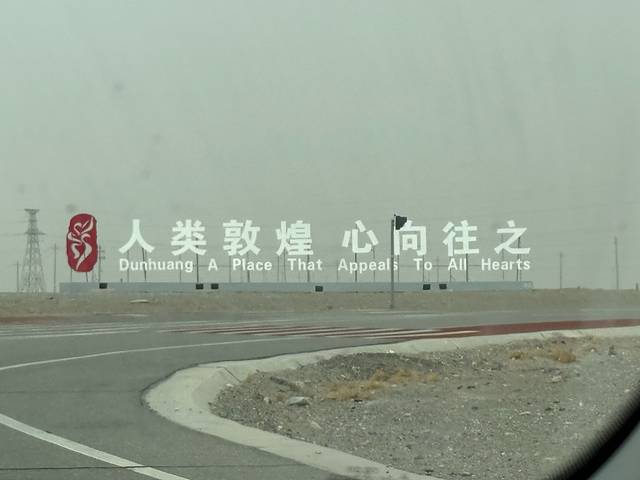 人类敦煌 心向往之
Dunhuang A Place That Appeals To All Hearts